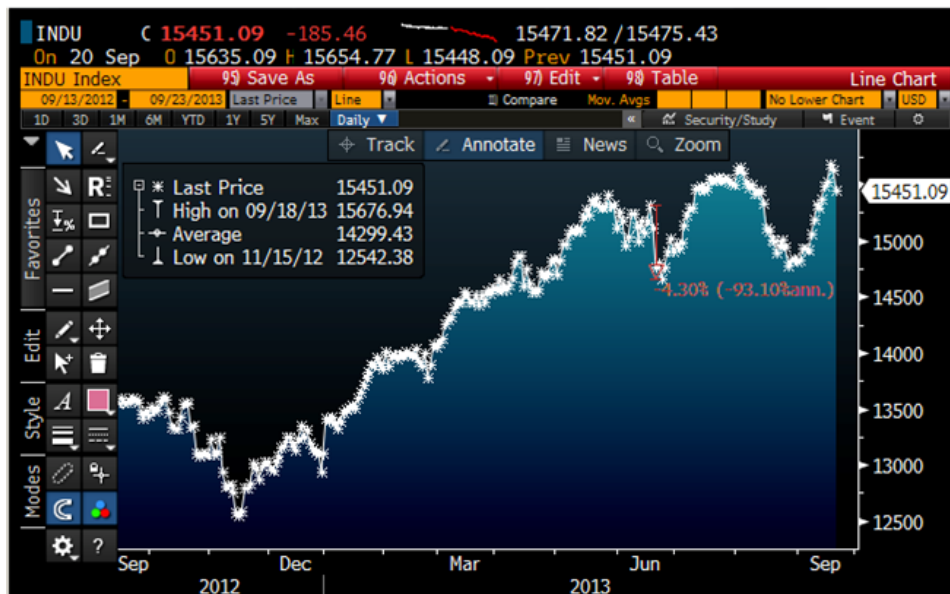 INDU C 15451.09 -185.46 15471.82 /15475.43
On 20 Sep O 15635.09 H 15654.77 L 15448.09 Prev 15451.09
INDU Index 95) Save As 96) Actions 97) Edit 98) Table Line Chart
09/13/2012 - 09/23/2013 Last Price Line Compare Mov. Avgs No Lower Chart USD
1D 3D 1M 6M YTD 1Y 5Y Max Daily ▼ « Security/Study Event
Track Annotate News Zoom
Favorites
Edit
Style
Modes
R
%
A
?
Last Price 15451.09
High on 09/18/13 15676.94
Average 14299.43
Low on 11/15/12 12542.38
-4.30% (-93.10%ann.)
15451.09
15000
14500
14000
13500
13000
12500
Sep Dec Mar Jun Sep
2012 2013